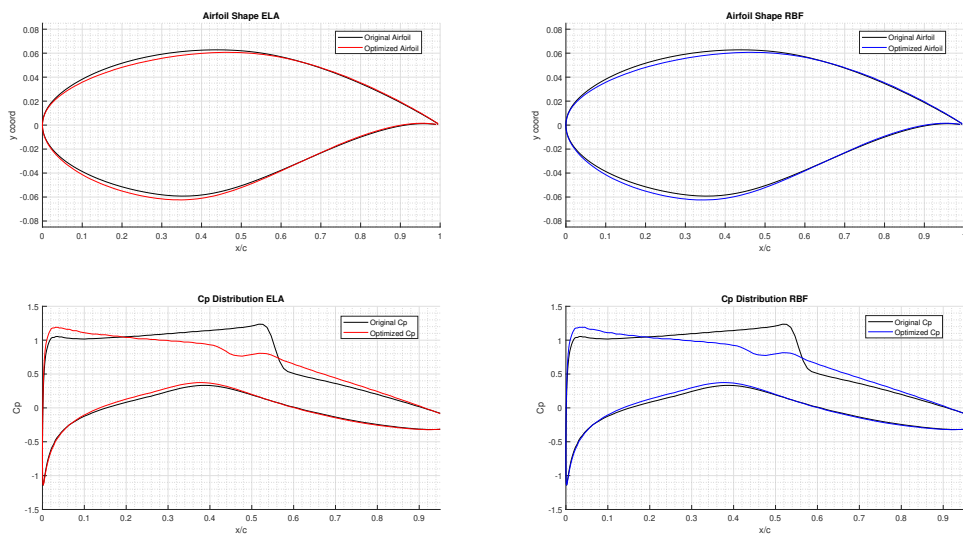 Airfoil Shape ELA
0.08
0.06
0.04
0.02
0
-0.02
-0.04
-0.06
-0.08
y coord
Original Airfoil
Optimized Airfoil
0 0.1 0.2 0.3 0.4 0.5 0.6 0.7 0.8 0.9 1
x/c
Airfoil Shape RBF
0.08
0.06
0.04
0.02
0
-0.02
-0.04
-0.06
-0.08
y coord
Original Airfoil
Optimized Airfoil
0 0.1 0.2 0.3 0.4 0.5 0.6 0.7 0.8 0.9 1
x/c
Cp Distribution ELA
1.5
1
0.5
0
-0.5
-1
-1.5
Cp
Original Cp
Optimized Cp
0 0.1 0.2 0.3 0.4 0.5 0.6 0.7 0.8 0.9
x/c
Cp Distribution RBF
1.5
1
0.5
0
-0.5
-1
-1.5
Cp
Original Cp
Optimized Cp
0 0.1 0.2 0.3 0.4 0.5 0.6 0.7 0.8 0.9
x/c